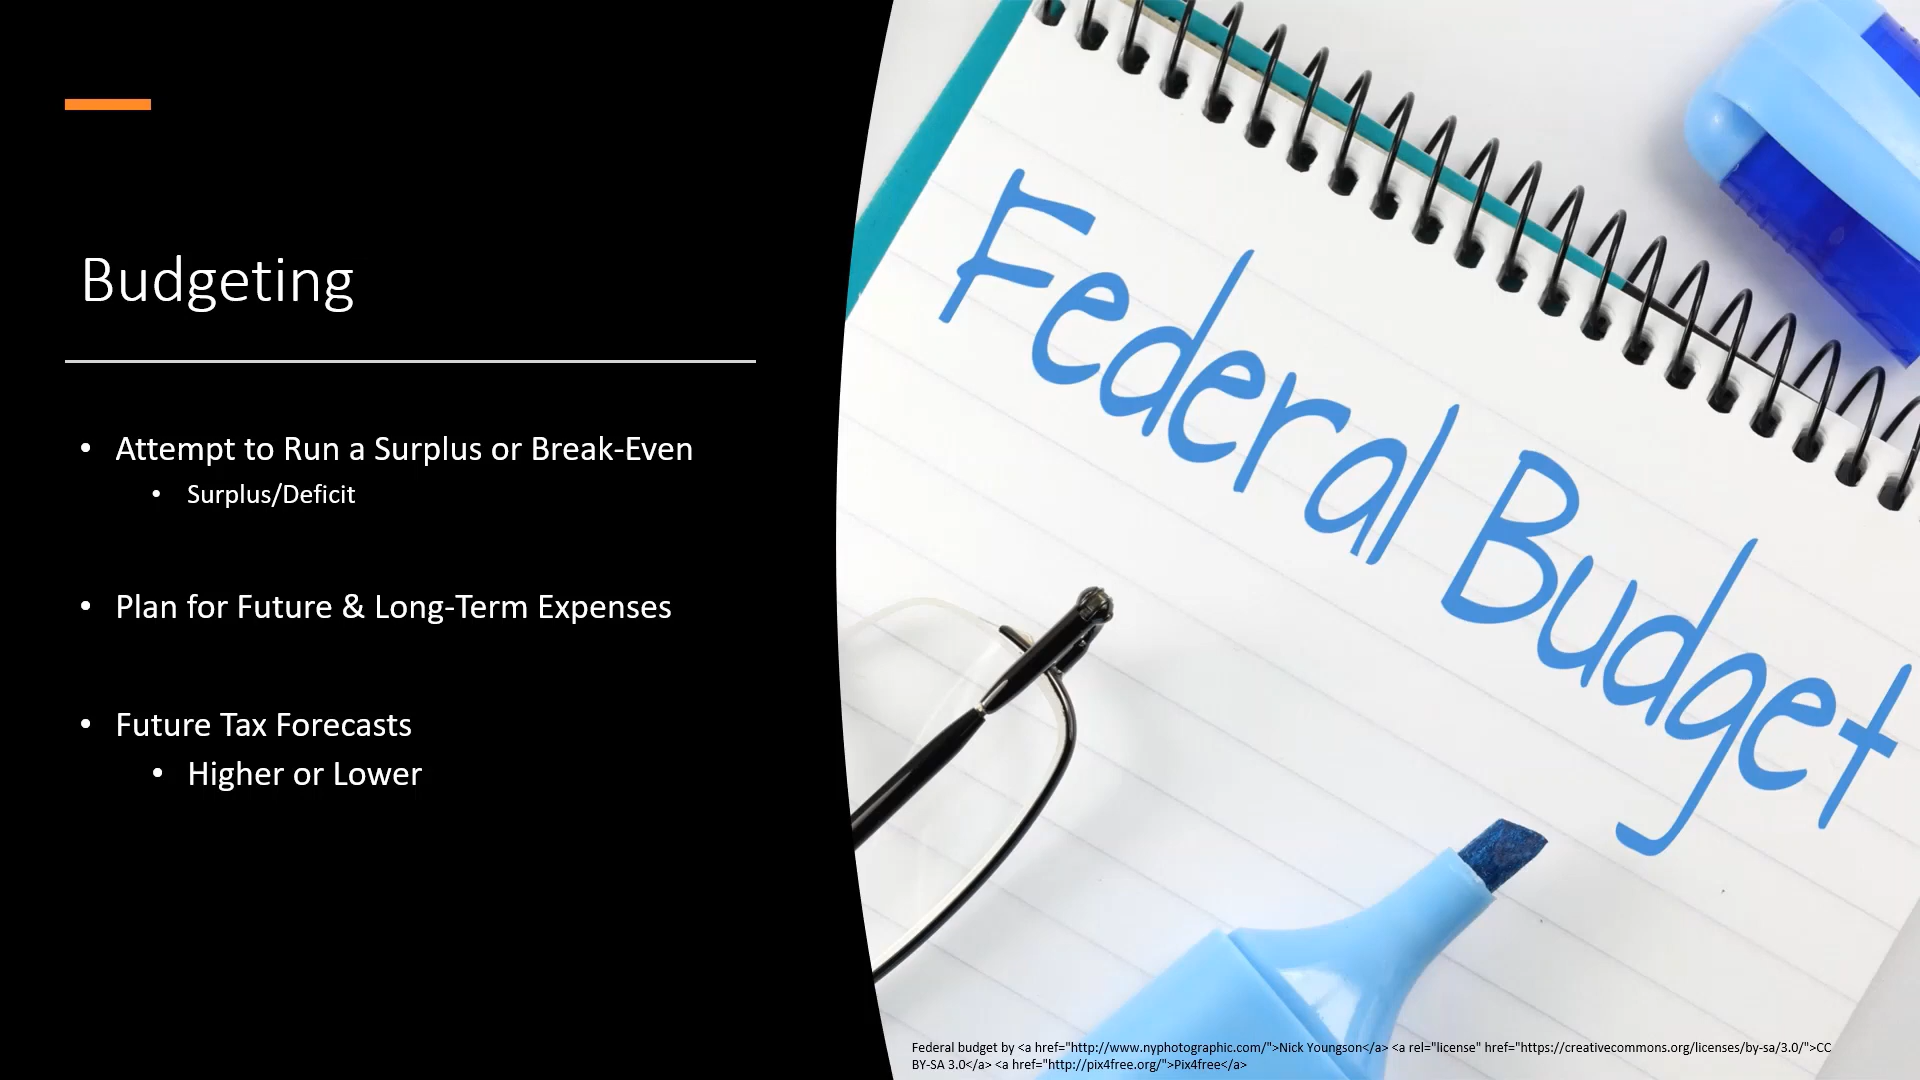 Budgeting
• Attempt to Run a Surplus or Break-Even
• Surplus/Deficit
• Plan for Future & Long-Term Expenses
• Future Tax Forecasts
• Higher or Lower
Federal Budget
Federal budget by <a href="http://www.nyphotographic.com/">Nick Youngson</a> <a rel="license" href="https://creativecommons.org/licenses/by-sa/3.0/">CC
BY-SA 3.0</a> <a href="http://pix4free.org/">Pix4free</a>